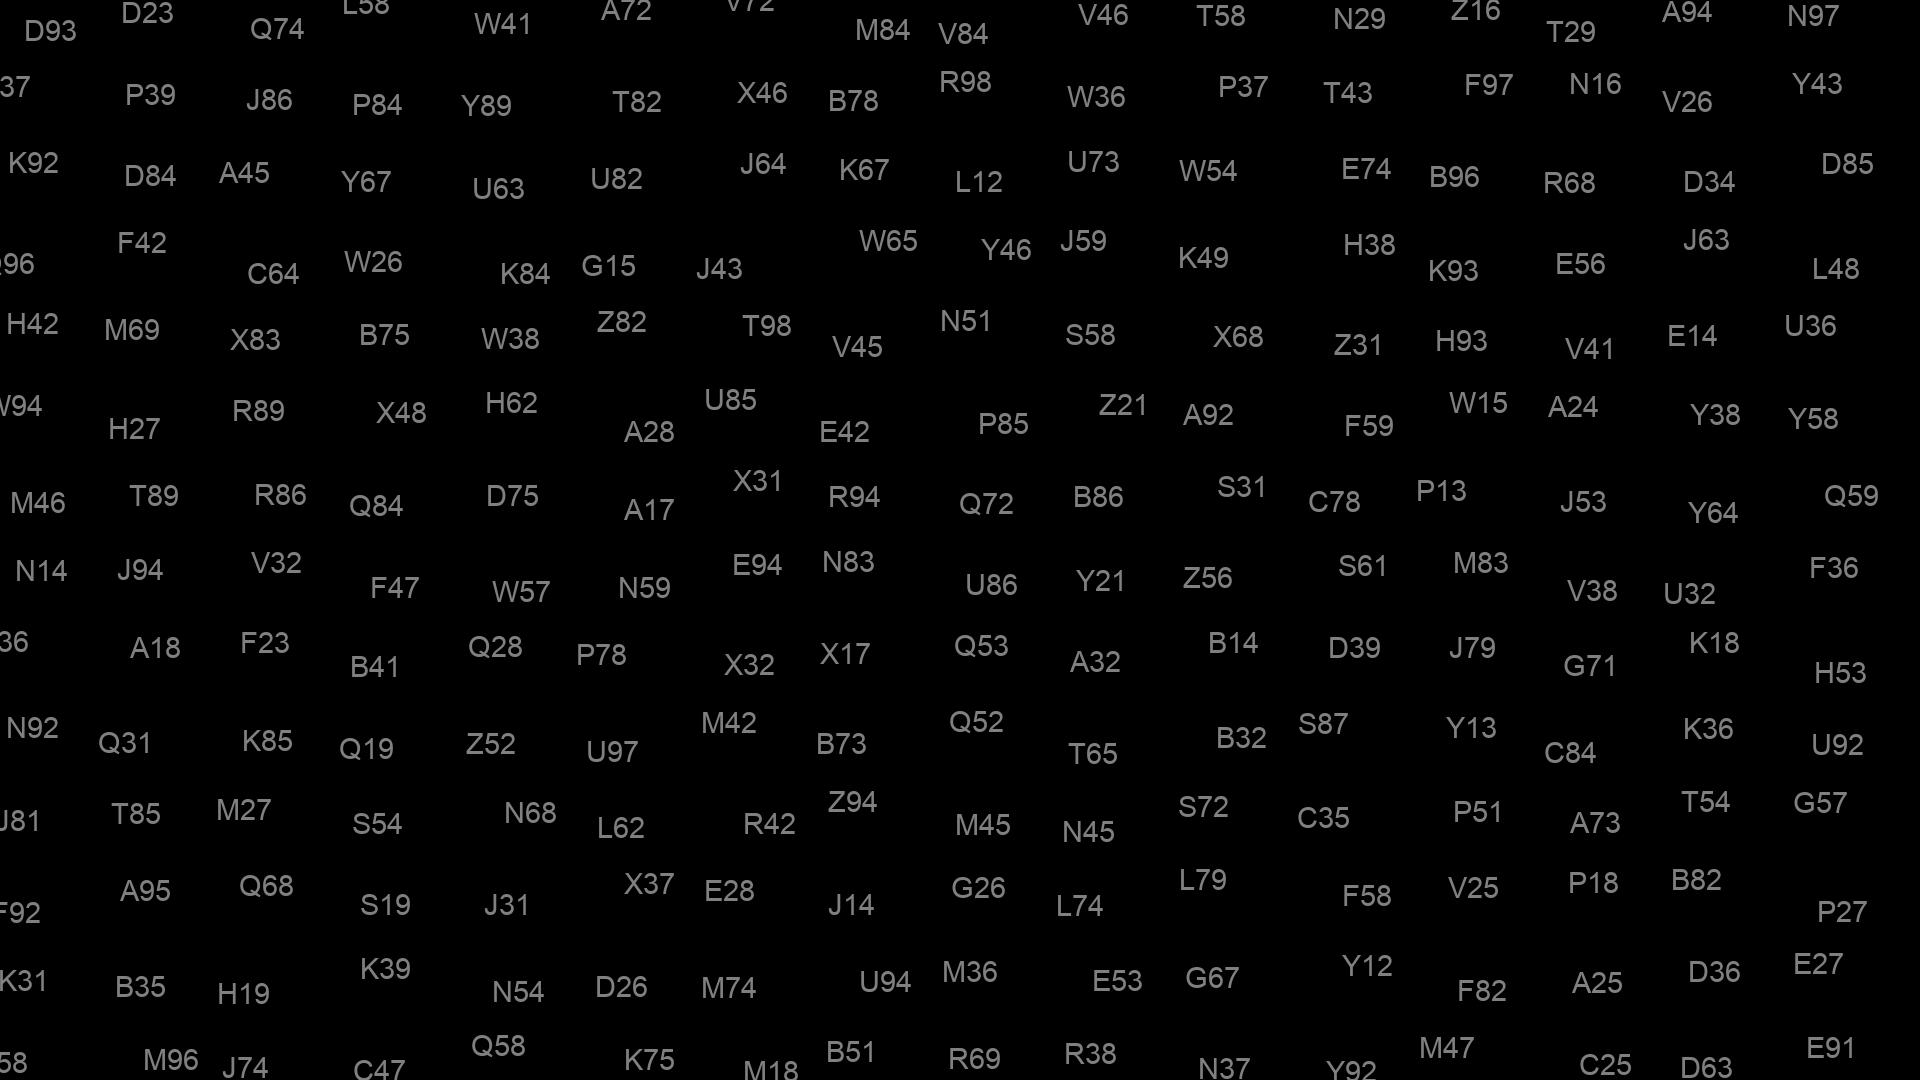 D93 D23 Q74 L58 W41 A72 V72 M84 V84 V46 T58 N29 Z16 T29 A94 N97
37 P39 J86 P84 Y89 T82 X46 B78 R98 W36 P37 T43 F97 N16 V26 Y43
K92 D84 A45 Y67 U63 U82 J64 K67 L12 U73 W54 E74 B96 R68 D34 D85
96 F42 C64 W26 K84 G15 J43 W65 Y46 J59 K49 H38 K93 E56 J63 L48
H42 M69 X83 B75 W38 Z82 T98 V45 N51 S58 X68 Z31 H93 V41 E14 U36
W94 H27 R89 X48 H62 A28 U85 E42 P85 Z21 A92 F59 W15 A24 Y38 Y58
M46 T89 R86 Q84 D75 A17 X31 R94 Q72 B86 S31 C78 P13 J53 Y64 Q59
N14 J94 V32 F47 W57 N59 E94 N83 U86 Y21 Z56 S61 M83 V38 U32 F36
36 A18 F23 B41 Q28 P78 X32 X17 Q53 A32 B14 D39 J79 G71 K18 H53
N92 Q31 K85 Q19 Z52 U97 M42 B73 Q52 T65 B32 S87 Y13 C84 K36 U92
J81 T85 M27 S54 N68 L62 R42 Z94 M45 N45 S72 C35 P51 A73 T54 G57
F92 A95 Q68 S19 J31 X37 E28 J14 G26 L74 L79 F58 V25 P18 B82 P27
K31 B35 H19 K39 N54 D26 M74 U94 M36 E53 G67 Y12 F82 A25 D36 E27
58 M96 J74 C47 Q58 K75 M18 B51 R69 R38 N37 Y92 M47 C25 D63 E91